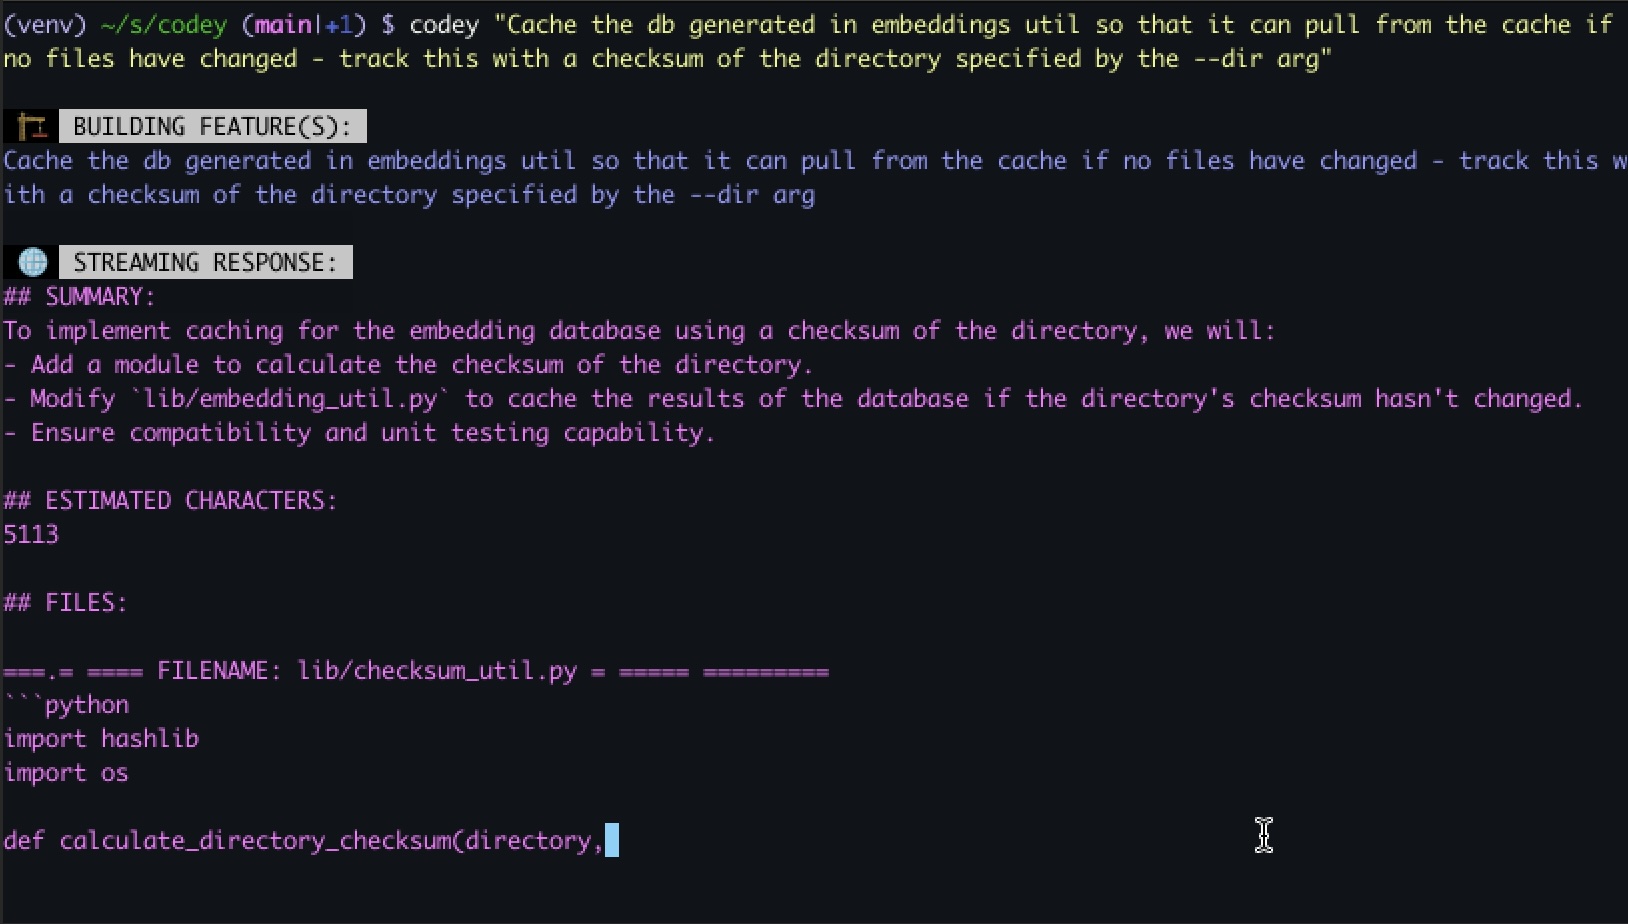 (venv) ~/s/codey (main|+1) $ codey "Cache the db generated in embeddings util so that it can pull from the cache if
no files have changed - track this with a checksum of the directory specified by the --dir arg"
BUILDING FEATURE(S):
Cache the db generated in embeddings util so that it can pull from the cache if no files have changed - track this w
ith a checksum of the directory specified by the --dir arg
STREAMING RESPONSE:
## SUMMARY:
To implement caching for the embedding database using a checksum of the directory, we will:
- Add a module to calculate the checksum of the directory.
- Modify `lib/embedding_util.py` to cache the results of the database if the directory's checksum hasn't changed.
- Ensure compatibility and unit testing capability.
## ESTIMATED CHARACTERS:
5113
## FILES:
===.= ==== FILENAME: lib/checksum_util.py = ===== =========
```python
import hashlib
import os
def calculate_directory_checksum(directory,